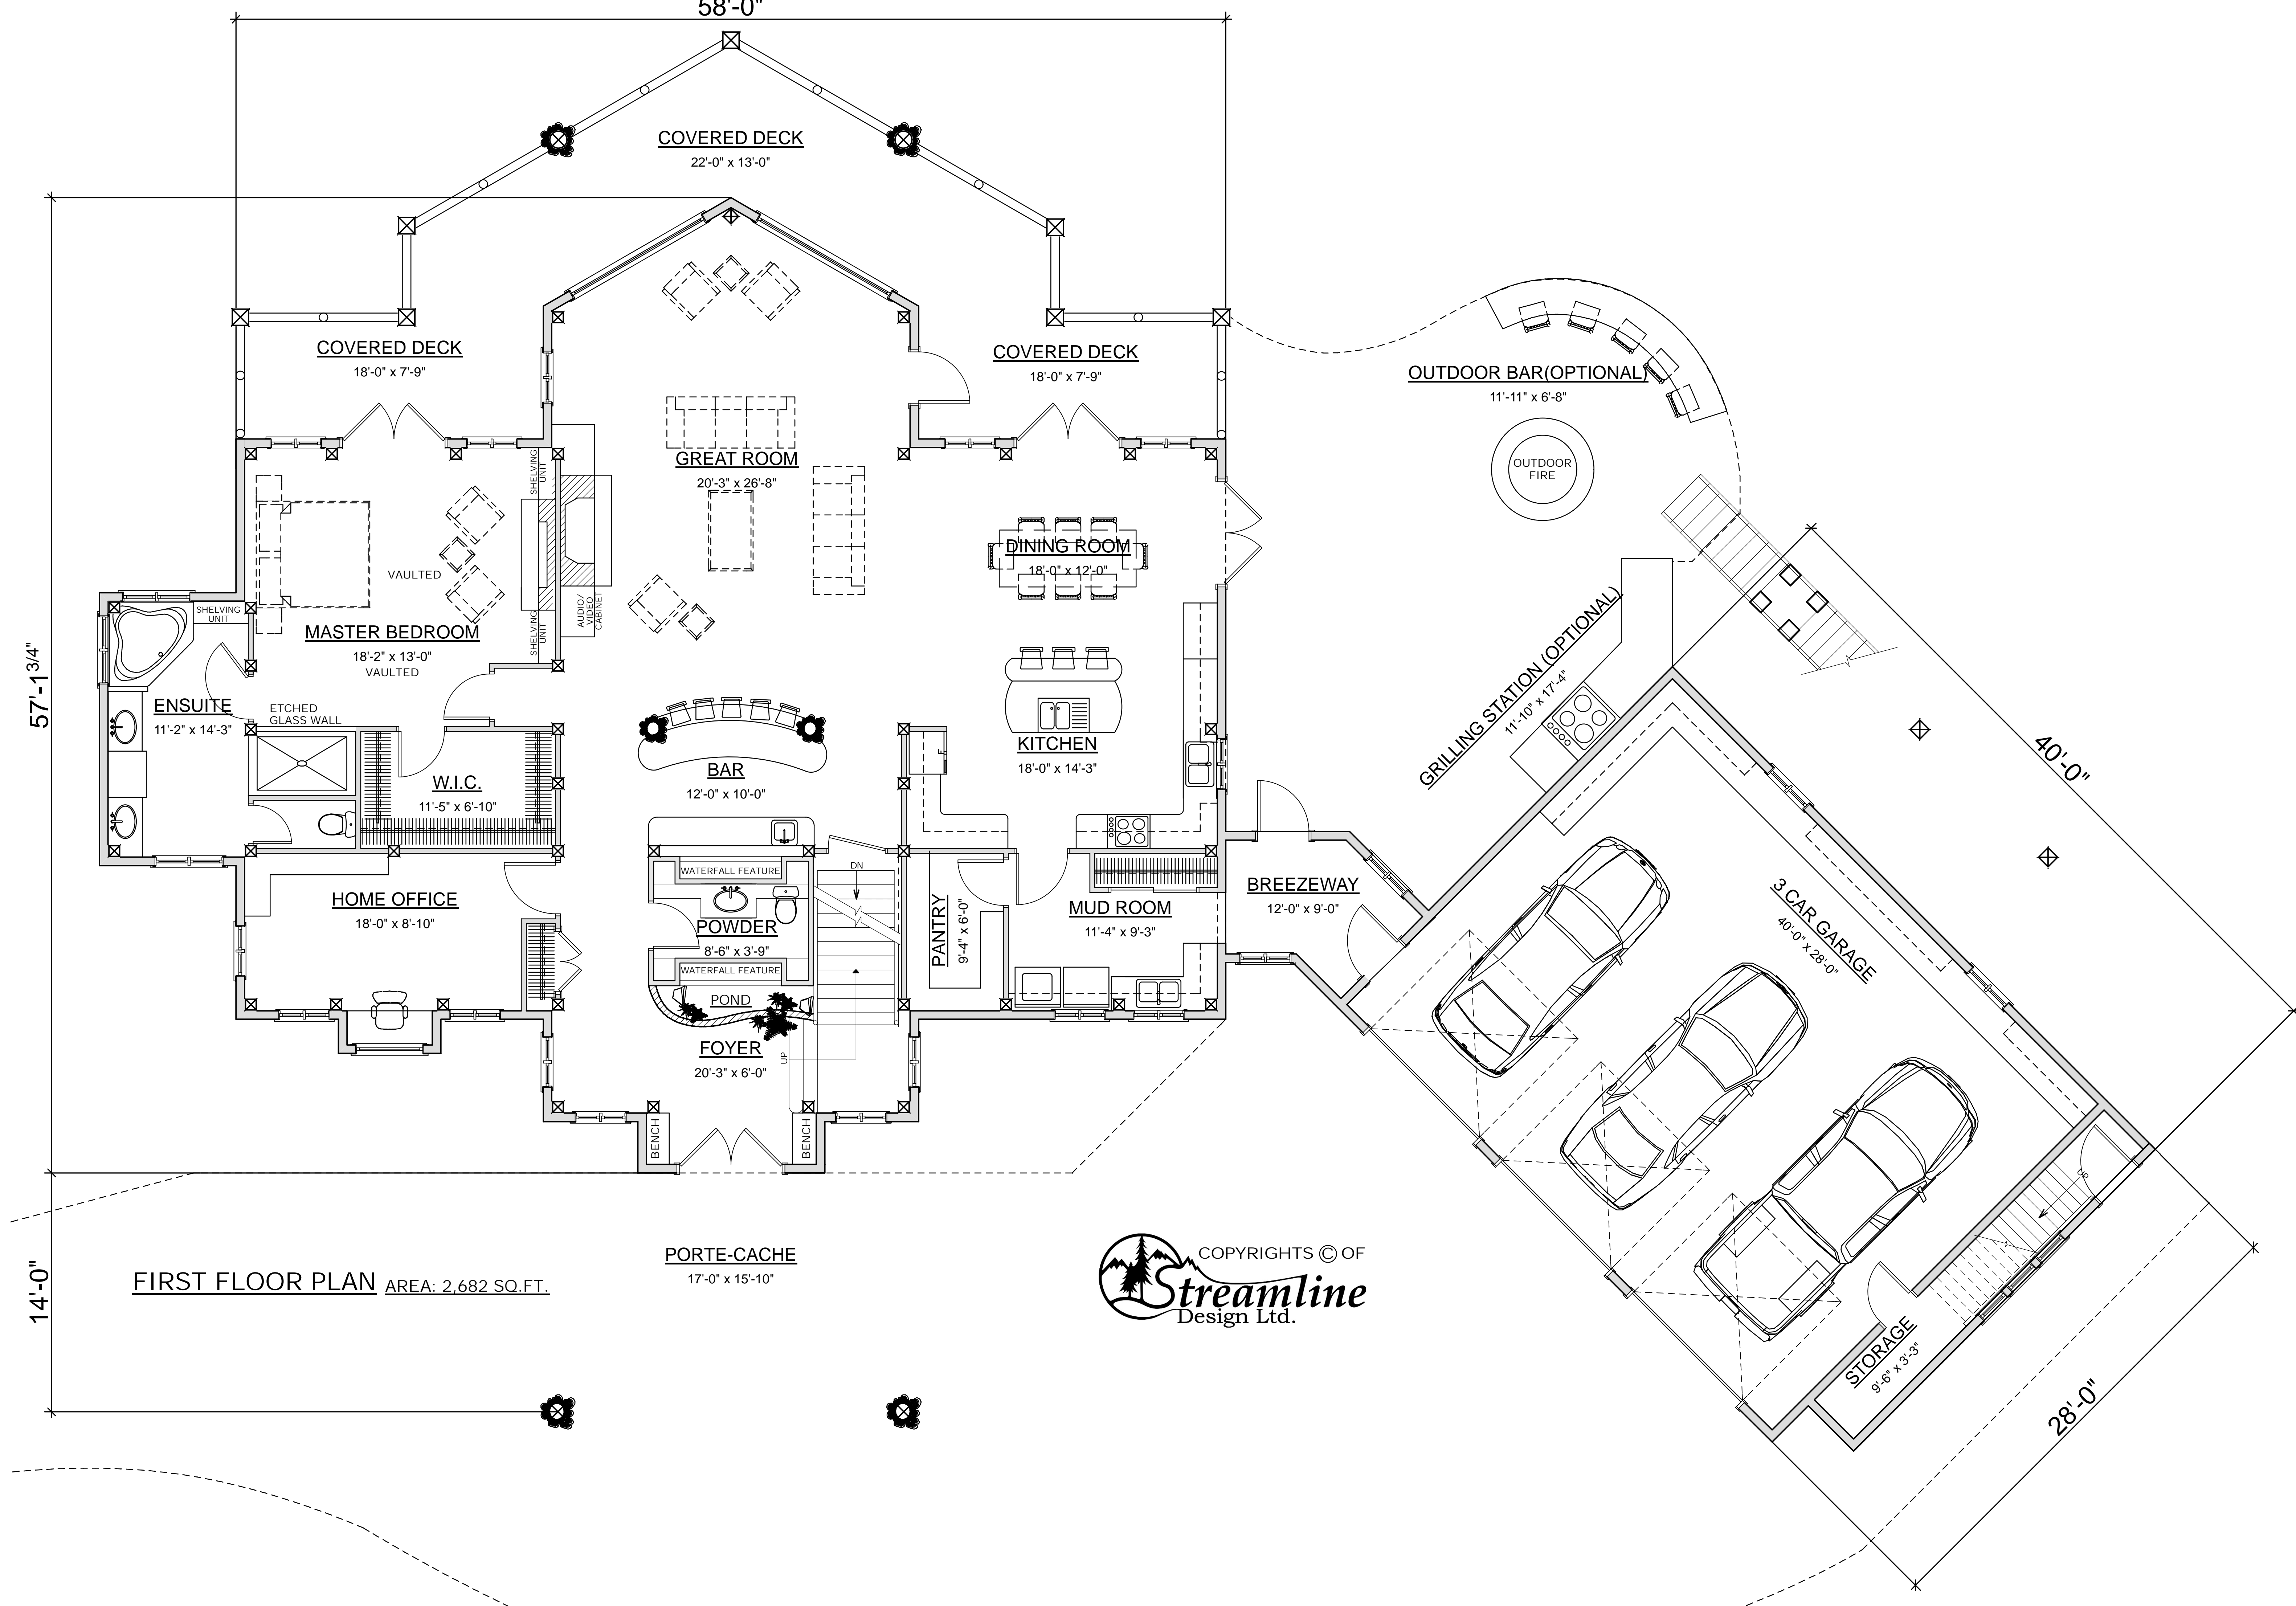 58'-0"
COVERED DECK
22'-0" x 13'-0"
COVERED DECK
18'-0" x 7'-9"
COVERED DECK
18'-0" x 7'-9"
OUTDOOR BAR(OPTIONAL)
11'-11" x 6'-8"
OUTDOOR
FIRE
GREAT ROOM
20'-3" x 26'-8"
SHELVING
UNIT
DINING ROOM
18'-0" x 12'-0"
VAULTED
AUDIO/
VIDEO
CABINET
SHELVING
UNIT
SHELVING
UNIT
MASTER BEDROOM
18'-2" x 13'-0"
VAULTED
57'-1 3/4"
GRILLING STATION (OPTIONAL)
11'-10" x 17'-4"
40'-0"
ENSUITE
11'-2" x 14'-3"
ETCHED
GLASS WALL
KITCHEN
18'-0" x 14'-3"
F
BAR
12'-0" x 10'-0"
W.I.C.
11'-5" x 6'-10"
DN
WATERFALL FEATURE
HOME OFFICE
18'-0" x 8'-10"
POWDER
8'-6" x 3'-9"
WATERFALL FEATURE
POND
PANTRY
9'-4" x 6'-0"
MUD ROOM
11'-4" x 9'-3"
BREEZEWAY
12'-0" x 9'-0"
3 CAR GARAGE
40'-0" x 28'-0"
FOYER
20'-3" x 6'-0"
UP
BENCH
BENCH
UP
PORTE-CACHE
17'-0" x 15'-10"
FIRST FLOOR PLAN AREA: 2,682 SQ.FT.
14'-0"
COPYRIGHTS © OF
Streamline
Design Ltd.
STORAGE
9'-6" x 3'-3"
28'-0"